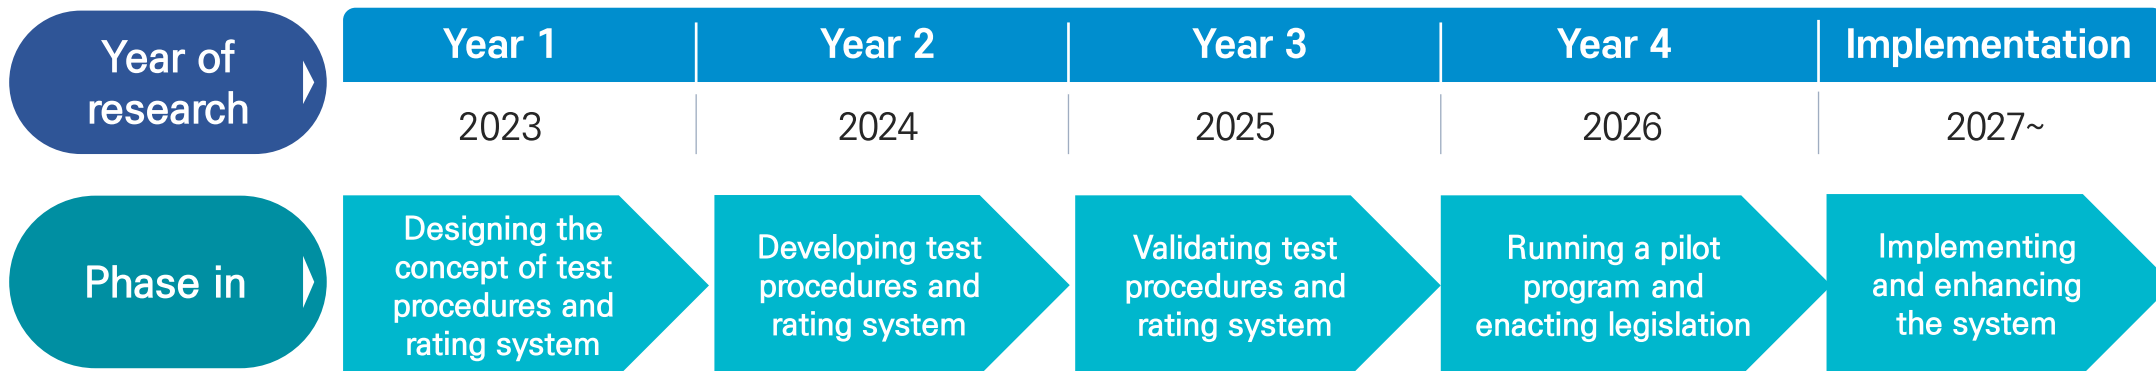 Year of
research
Year 1
Year 2
Year 3
Year 4
Implementation
2023
2024
2025
2026
2027~
Phase in
Designing the
concept of test
procedures and
rating system
Developing test
procedures and
rating system
Validating test
procedures and
rating system
Running a pilot
program and
enacting legislation
Implementing
and enhancing
the system